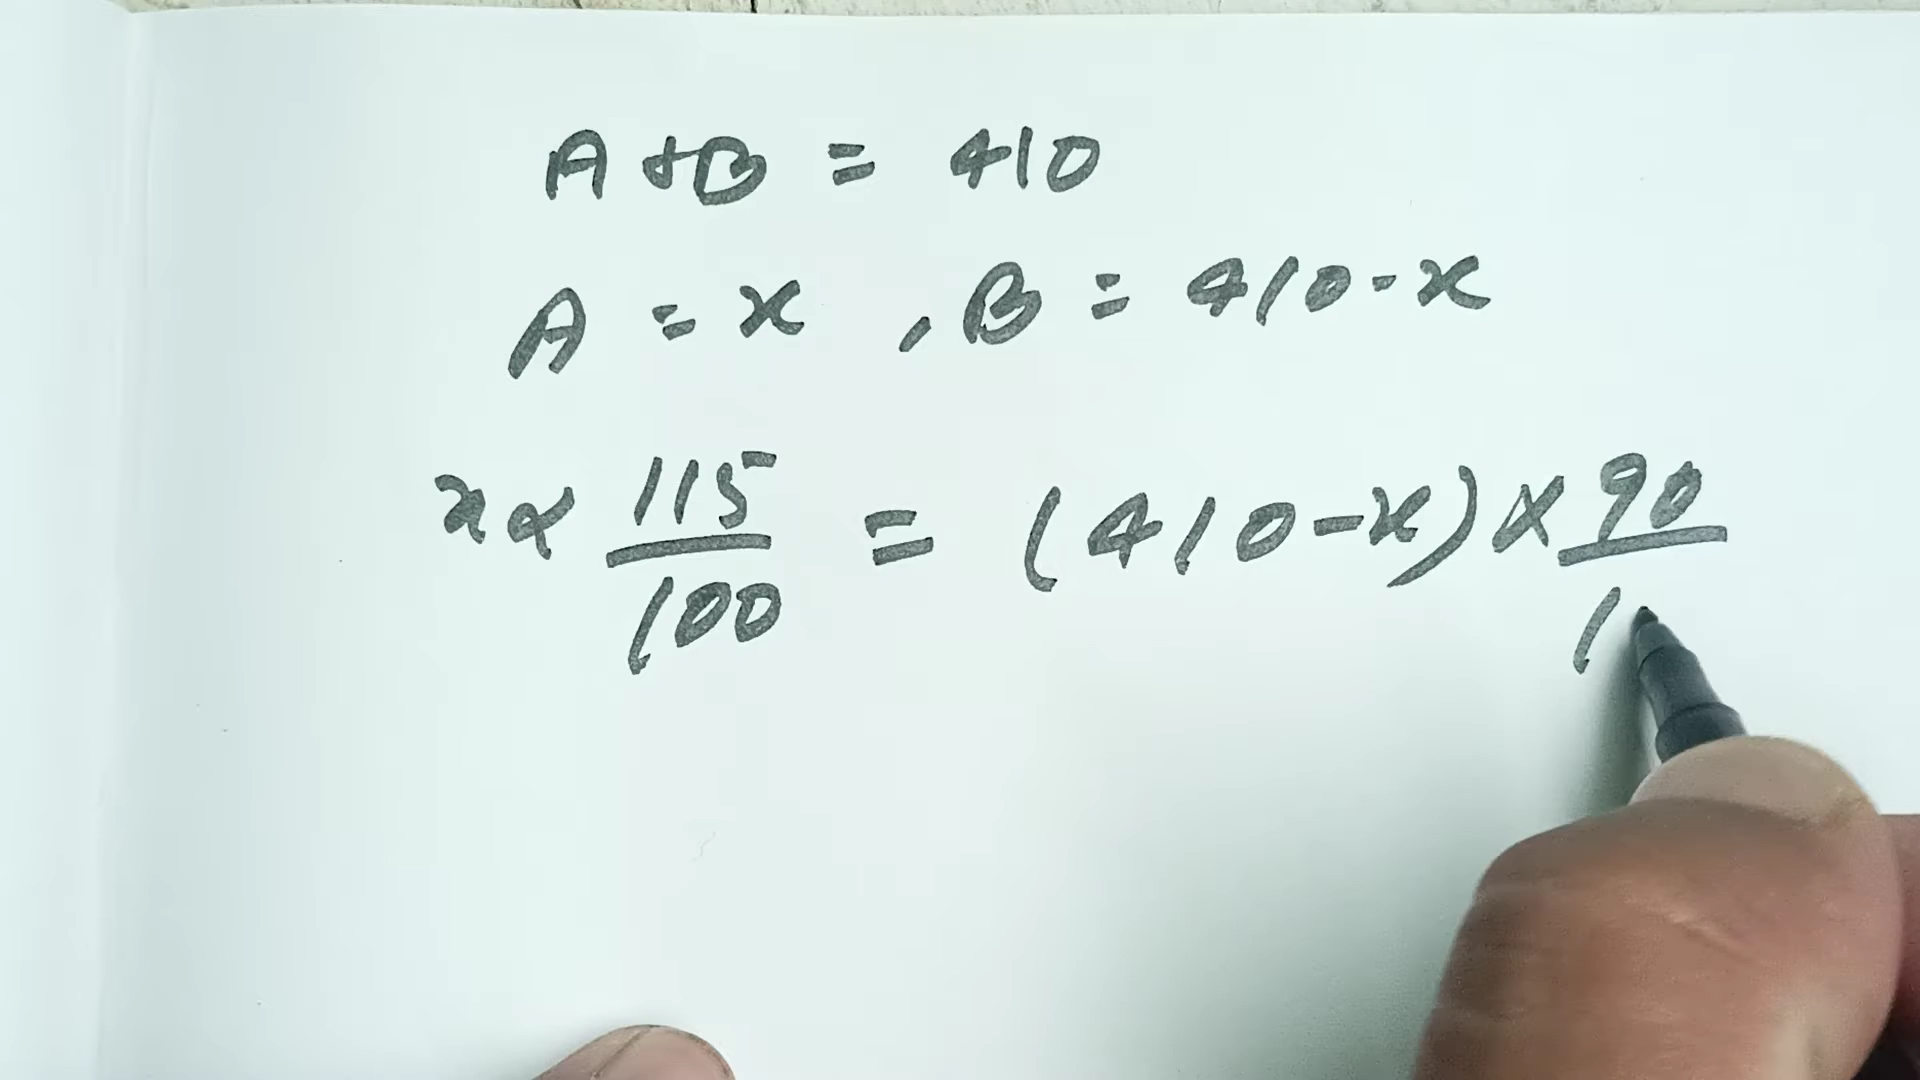 A + B = 410
A = x , B = 410 - x
x × 115/100 = (410 - x) × 90/1